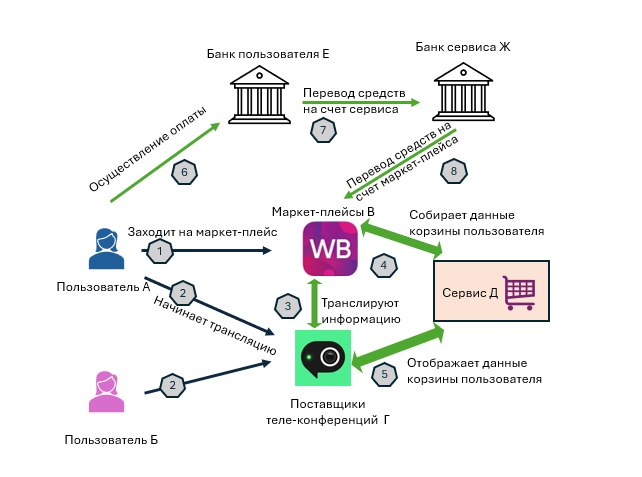 Банк пользователя Е
Банк сервиса Ж
Перевод средств
на счет сервиса
7
Осуществление оплаты
6
Перевод средств на
счет маркет-плейса
8
Маркет-плейсы В
Заходит на маркет-плейс
1
WB
Собирает данные
корзины пользователя
4
Пользователь А
2
Начинает трансляцию
3
Транслируют
информацию
Сервис Д
2
5
Отображает данные
корзины пользователя
Поставщики
теле-конференций Г
Пользователь Б